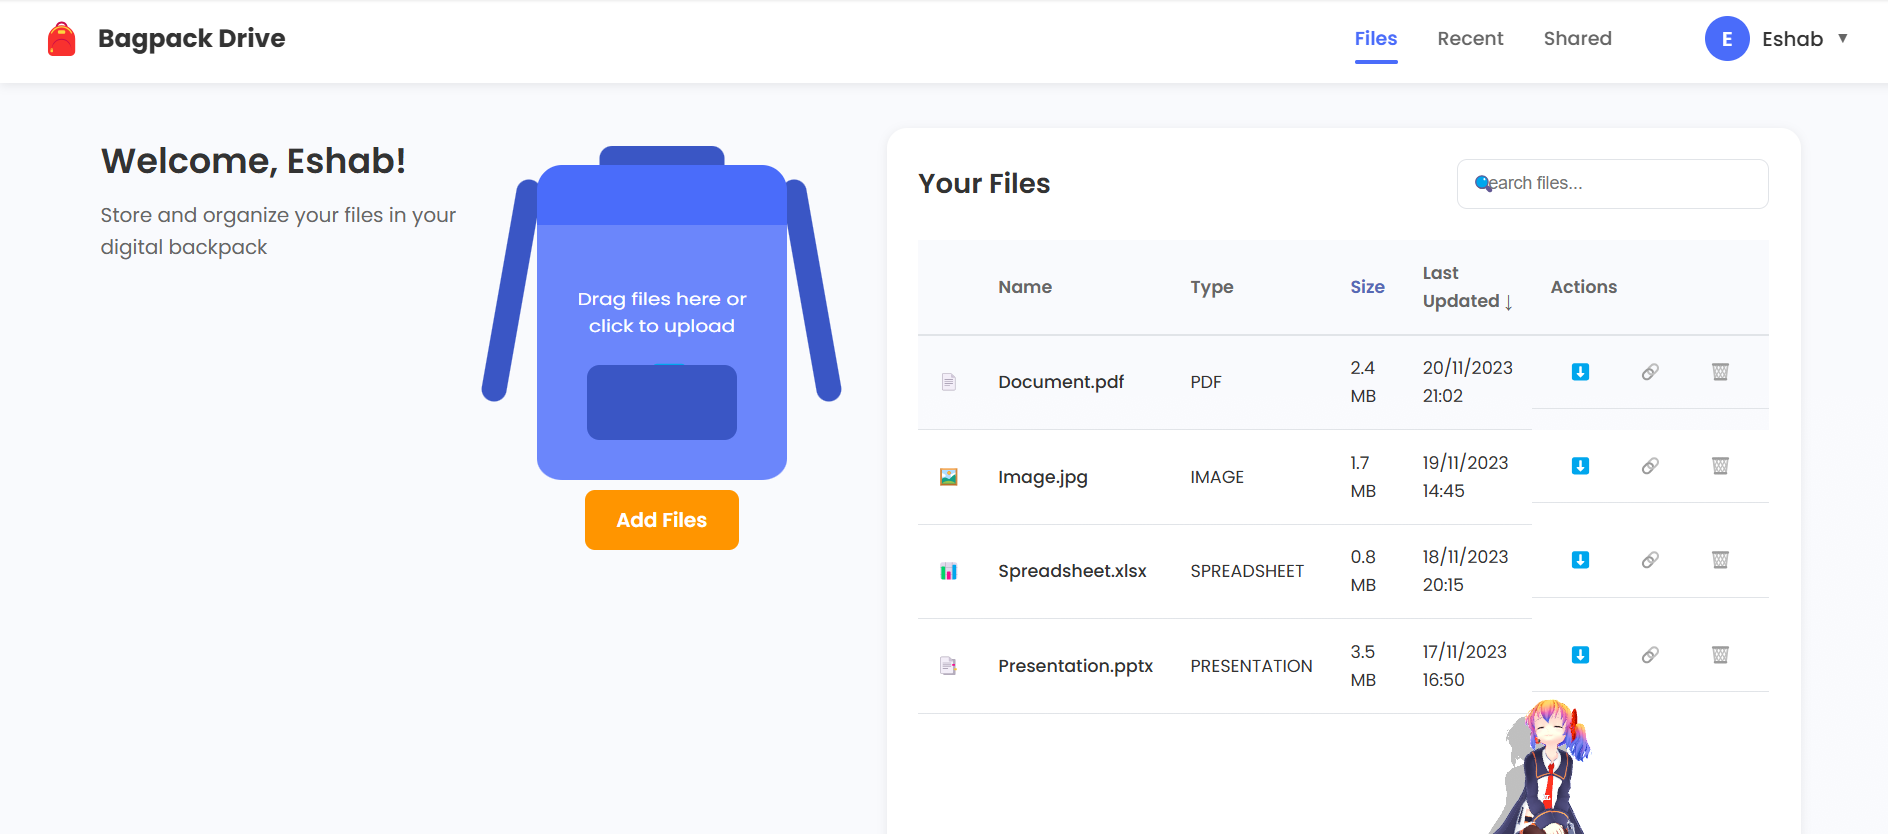 Bagpack Drive
Files
Recent
Shared
E
Eshab ▼
Welcome, Eshab!
Store and organize your files in your
digital backpack
Drag files here or
click to upload
Add Files
Your Files
earch files...
Name
Type
Size
Last
Updated ↓
Actions
Document.pdf
PDF
2.4
MB
20/11/2023
21:02
Image.jpg
IMAGE
1.7
MB
19/11/2023
14:45
Spreadsheet.xlsx
SPREADSHEET
0.8
MB
18/11/2023
20:15
Presentation.pptx
PRESENTATION
3.5
MB
17/11/2023
16:50